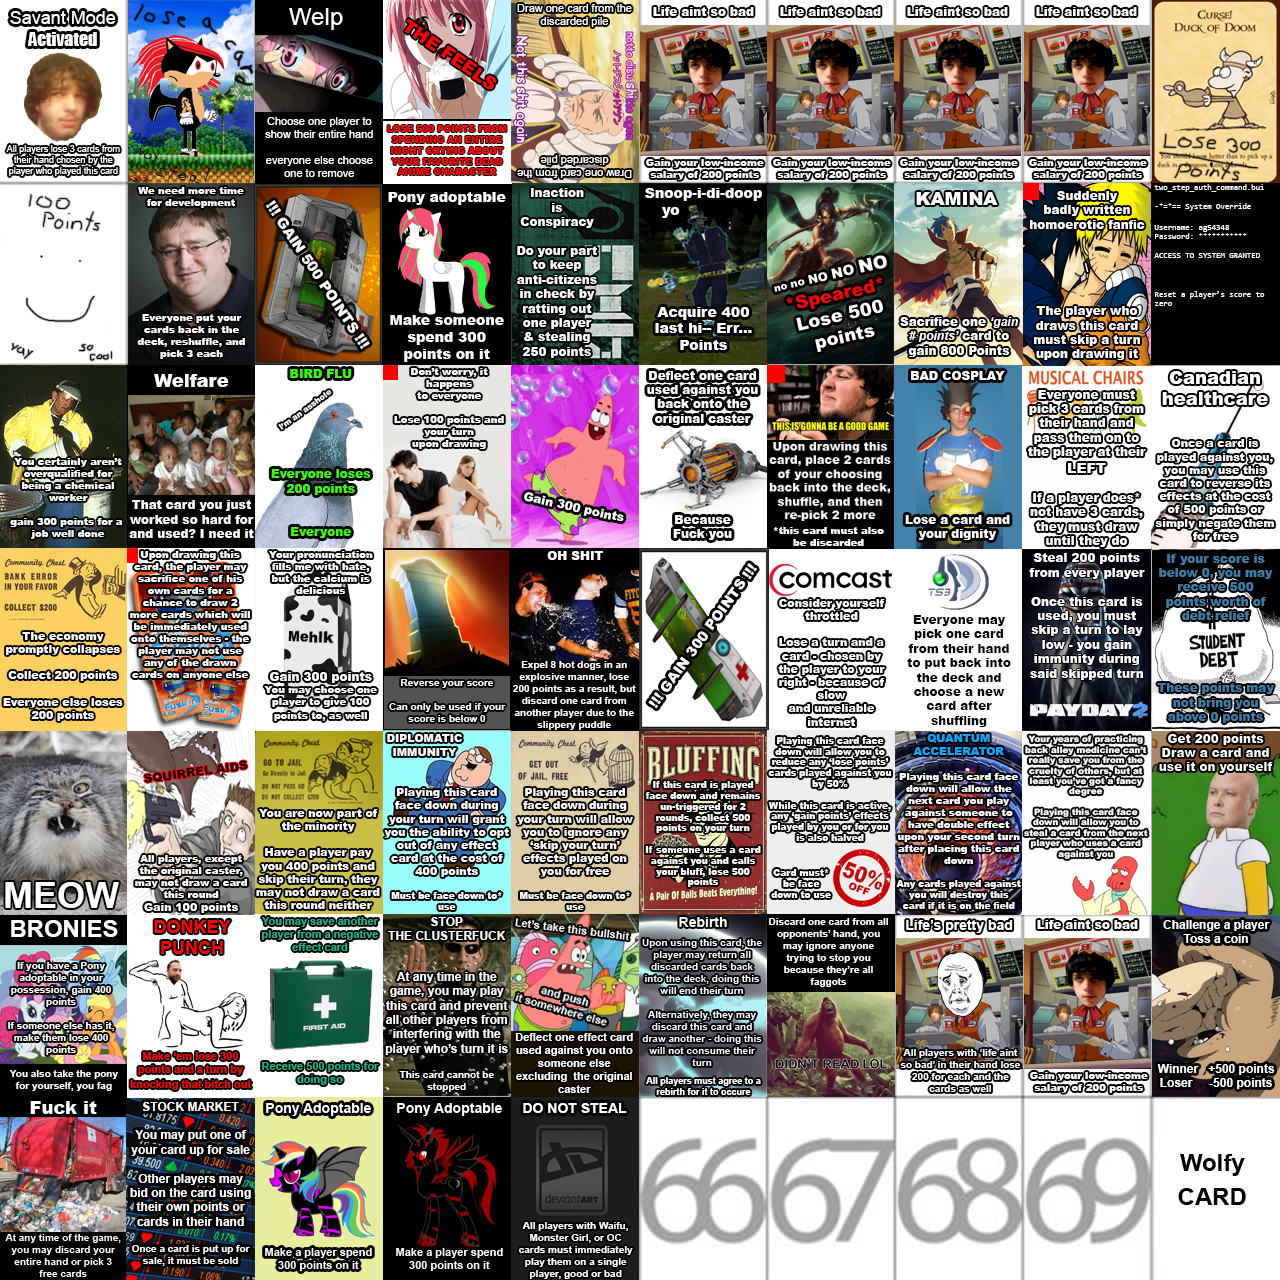 Savant Mode
Activated
All players lose 3 cards from
their hand chosen by the
player who played this card
lose a
card
Welp
Choose one player to
show their entire hand
everyone else choose
one to remove
THE FEELS
LOSE 800 POINTS FROM
SPENDING AN ENTIRE
NIGHT CRYING ABOUT
YOUR FAVORITE DEAD
ANIME CHARACTER
Draw one card from the
discarded pile
Not this shit again
Draw one card from the
discarded pile
Life aint so bad
Gain your low-income
salary of 200 points
Life aint so bad
Gain your low-income
salary of 200 points
Life aint so bad
Gain your low-income
salary of 200 points
Life aint so bad
Gain your low-income
salary of 200 points
CURSE!
DUCK OF DOOM
Lose 300
Points
100
Points
yay
so
cool
We need more time
for development
Everyone put your
cards back in the
deck, reshuffle, and
pick 3 each
!!! GAIN 500 POINTS !!!
Pony adoptable
Make someone
spend 300
points on it
Inaction
is
Conspiracy
Do your part
to keep
anti-citizens
in check by
ratting out
one player
& stealing
250 points
Snoop-i-di-doop
yo
Acquire 400
last hi– Err...
Points
no NO NO NO NO
*Speared*
Lose 500
points
KAMINA
Sacrifice one 'gain
# points' card to
gain 800 Points
Suddenly
badly written
homoerotic fanfic
The player who
draws this card
must skip a turn
upon drawing it
two_step_auth_command.bui
-*=*== System Override
Username: ag54348
Password: ***********
ACCESS TO SYSTEM GRANTED
Reset a player's score to
zero
You certainly aren't
overqualified for
being a chemical
worker
gain 300 points for a
job well done
Welfare
That card you just
worked so hard for
and used? I need it
BIRD FLU
I'm an asshole
Everyone loses
200 points
Everyone
Don't worry, it
happens
to everyone
Lose 100 points and
your turn
upon drawing
Gain 300 points
Deflect one card
used against you
back onto the
original caster
Because
Fuck you
THIS IS GONNA BE A GOOD GAME
Upon drawing this
card, place 2 cards
of your choosing
back into the deck,
shuffle, and then
re-pick 2 more
*this card must also
be discarded
BAD COSPLAY
Lose a card and
your dignity
MUSICAL CHAIRS
Everyone must
pick 3 cards from
their hand and
pass them on to
the player at their
LEFT
If a player does*
not have 3 cards,
they must draw
until they do
Canadian
healthcare
Once a card is
played against you,
you may use this
card to reverse its
effects at the cost
of 500 points or
simply negate them
for free
Community Chest
BANK ERROR
IN YOUR FAVOR
COLLECT $200
The economy
promptly collapses
Collect 200 points
Everyone else loses
200 points
Upon drawing this
card, the player may
sacrifice one of his
own cards for a
chance to draw 2
more cards which will
be immediately used
onto themselves - the
player may not use
any of the drawn
cards on anyone else
Your pronunciation
fills me with hate,
but the calcium is
delicious
Mehlk
Gain 300 points
You may choose one
player to give 100
points to, as well
Reverse your score
Can only be used if your
score is below 0
OH SHIT
Expel 8 hot dogs in an
explosive manner, lose
200 points as a result, but
discard one card from
another player due to the
slippery puddle
!!! GAIN 300 POINTS !!!
comcast
Consider yourself
throttled
Lose a turn and a
card - chosen by
the player to your
right - because of
slow
and unreliable
internet
TS3
Everyone may
pick one card
from their hand
to put back into
the deck and
choose a new
card after
shuffling
Steal 200 points
from every player
Once this card is
used, you must
skip a turn to lay
low - you gain
immunity during
said skipped turn
PAYDAY 2
If your score is
below 0, you may
receive 500
points worth of
debt relief
STUDENT
DEBT
These points may
not bring you
above 0 points
MEOW
SQUIRREL AIDS
All players, except
the original caster,
may not draw a card
this round
Gain 100 points
Community Chest
GO TO JAIL
Go Directly to Jail
DO NOT PASS GO
DO NOT COLLECT $200
You are now part of
the minority
Have a player pay
you 400 points and
skip their turn, they
may not draw a card
this round neither
DIPLOMATIC
IMMUNITY
Playing this card
face down during
your turn will grant
you the ability to opt
out of any effect
card at the cost of
400 points
Must be face down to*
use
Community Chest
GET OUT
OF JAIL, FREE
Playing this card
face down during
your turn will allow
you to ignore any
'skip your turn'
effects played on
you for free
Must be face down to*
use
BLUFFING
If this card is played
face down and remains
un-triggered for 2
rounds, collect 500
points on your turn
If someone uses a card
against you and calls
your bluff, lose 500
points
A Pair Of Balls Beats Everything!
Playing this card face
down will allow you to
reduce any 'lose points'
cards played against you
by 50%
While this card is active,
any 'gain points' effects
played by you or for you
is also halved
Card must*
be face
down to use
50%
OFF
QUANTUM
ACCELERATOR
Playing this card face
down will allow the
next card you play
against someone to
have double effect
upon your second turn
after placing this card
down
Any cards played against
you will destroy this
card if it is on the field
Your years of practicing
back alley medicine can't
really save you from the
cruelty of others, but at
least you've got a fancy
degree
Playing this card face
down will allow you to
steal a card from the next
player who uses a card
against you
Get 200 points
Draw a card and
use it on yourself
BRONIES
If you have a Pony
adoptable in your
possession, gain 400
points
If someone else has it,
make them lose 400
points
You also take the pony
for yourself, you fag
DONKEY
PUNCH
Make 'em lose 300
points and a turn by
knocking that bitch out
You may save another
player from a negative
effect card
FIRST AID
Receive 500 points for
doing so
STOP
THE CLUSTERFUCK
At any time in the
game, you may play
this card and prevent
all other players from
interfering with the
player who's turn it is
This card cannot be
stopped
Let's take this bullshit
and push
it somewhere else
Deflect one effect card
used against you onto
someone else
excluding the original
caster
Rebirth
Upon using this card, the
player may return all
discarded cards back
into the deck, doing this
will end their turn
Alternatively, they may
discard this card and
draw another - doing this
will not consume their
turn
All players must agree to a
rebirth for it to occure
Discard one card from all
opponents' hand, you
may ignore anyone
trying to stop you
because they're all
faggots
DIDN'T READ LOL
Life's pretty bad
All players with 'life aint
so bad' in their hand lose
200 for each and the
cards as well
Life aint so bad
Gain your low-income
salary of 200 points
Challenge a player
Toss a coin
Winner +500 points
Loser -500 points
Fuck it
At any time of the game,
you may discard your
entire hand or pick 3
free cards
STOCK MARKET
You may put one of
your card up for sale
Other players may
bid on the card using
their own points or
cards in their hand
Once a card is put up for
sale, it must be sold
Pony Adoptable
Make a player spend
300 points on it
Pony Adoptable
Make a player spend
300 points on it
DO NOT STEAL
deviantART
All players with Waifu,
Monster Girl, or OC
cards must immediately
play them on a single
player, good or bad
66
67
68
69
Wolfy
CARD